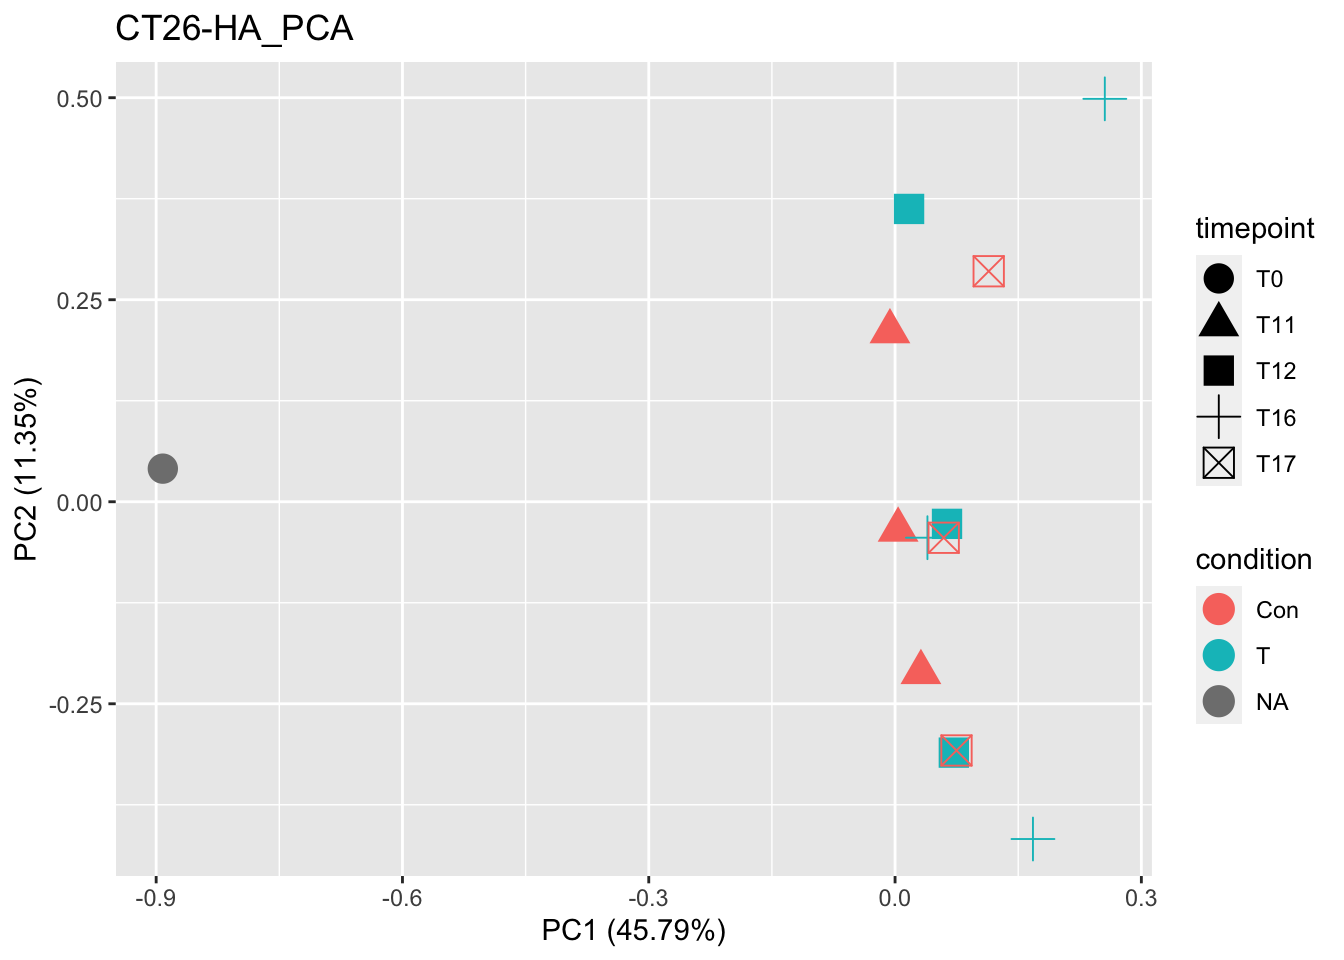 CT26-HA_PCA
PC2 (11.35%)
0.50
0.25
0.00
-0.25
-0.9
-0.6
-0.3
0.0
0.3
PC1 (45.79%)
timepoint
T0
T11
T12
T16
T17
condition
Con
T
NA